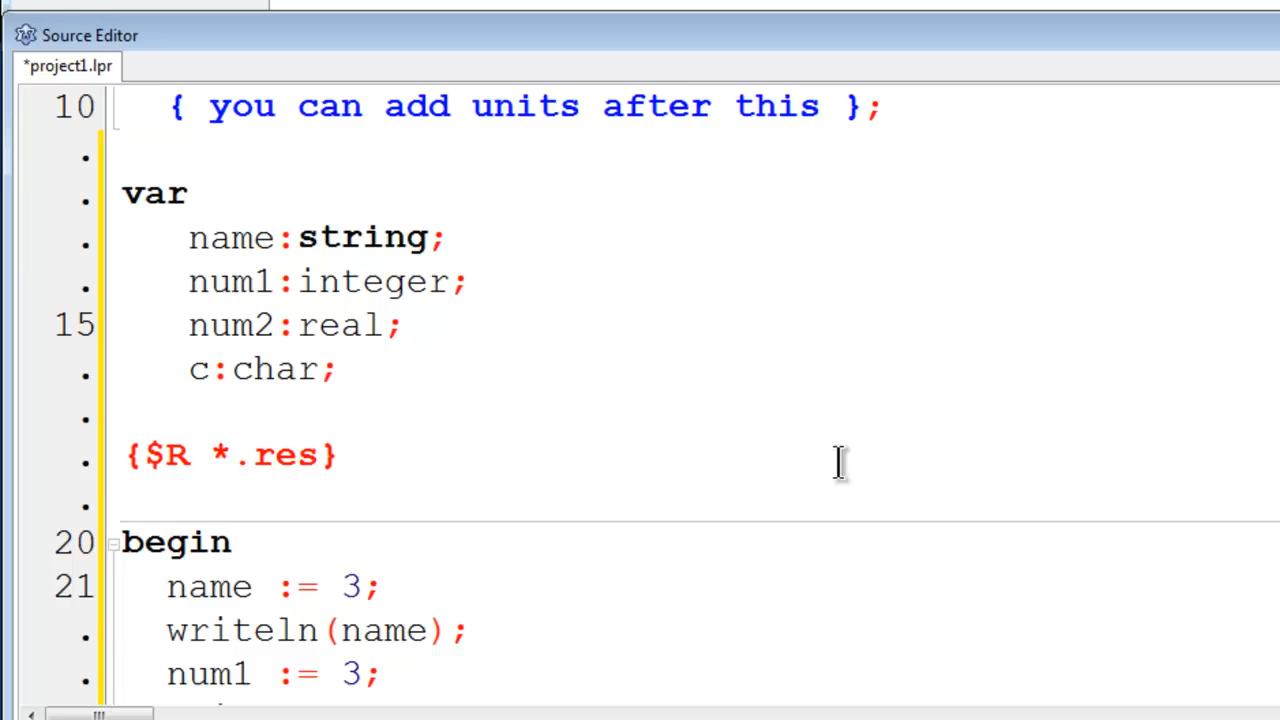 Source Editor
*project1.lpr
10 { you can add units after this };
.
. var
. name:string;
. num1:integer;
15 num2:real;
. c:char;
.
. {$R *.res}
.
20 begin
21 name := 3;
. writeln(name);
. num1 := 3;